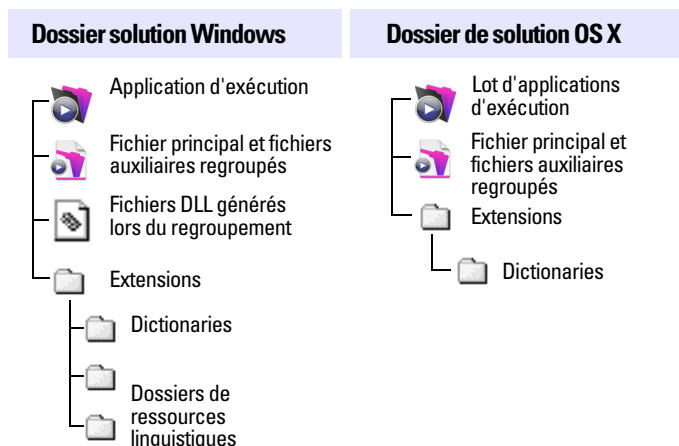 Dossier solution Windows
Application d'exécution
Fichier principal et fichiers
auxiliaires regroupés
Fichiers DLL générés
lors du regroupement
Extensions
Dictionaries
Dossiers de
ressources
linguistiques
Dossier de solution OS X
Lot d'applications
d'exécution
Fichier principal et
fichiers auxiliaires
regroupés
Extensions
Dictionaries